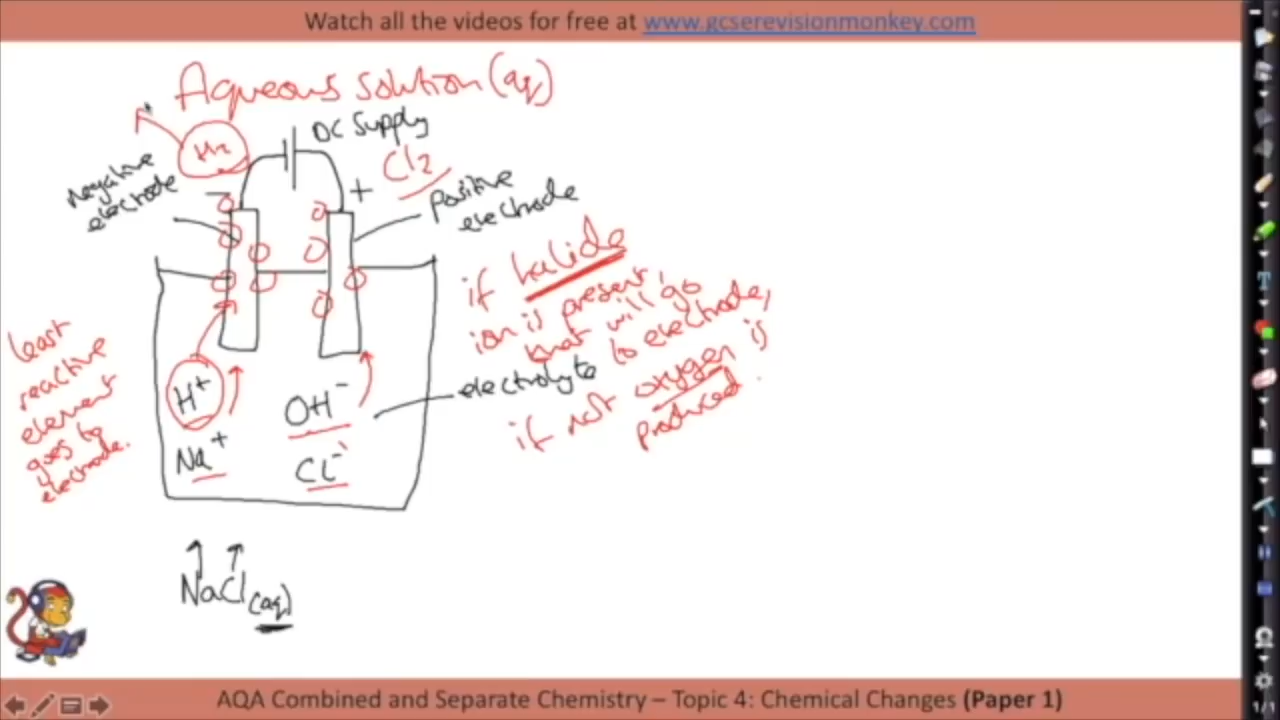 Watch all the videos for free at www.gcserevisionmonkey.com
Aqueous solution (aq)
H₂
DC Supply
Cl2
negative
electrode
−
+
positive
electrode
if halide
ion is present,
that will go
to electrode,
if not oxygen is
produced.
least
reactive
element
goes to
electrode.
H⁺
OH⁻
electrolyte
Na⁺
Cl⁻
NaCl(aq)
AQA Combined and Separate Chemistry – Topic 4: Chemical Changes (Paper 1)
T
1/1